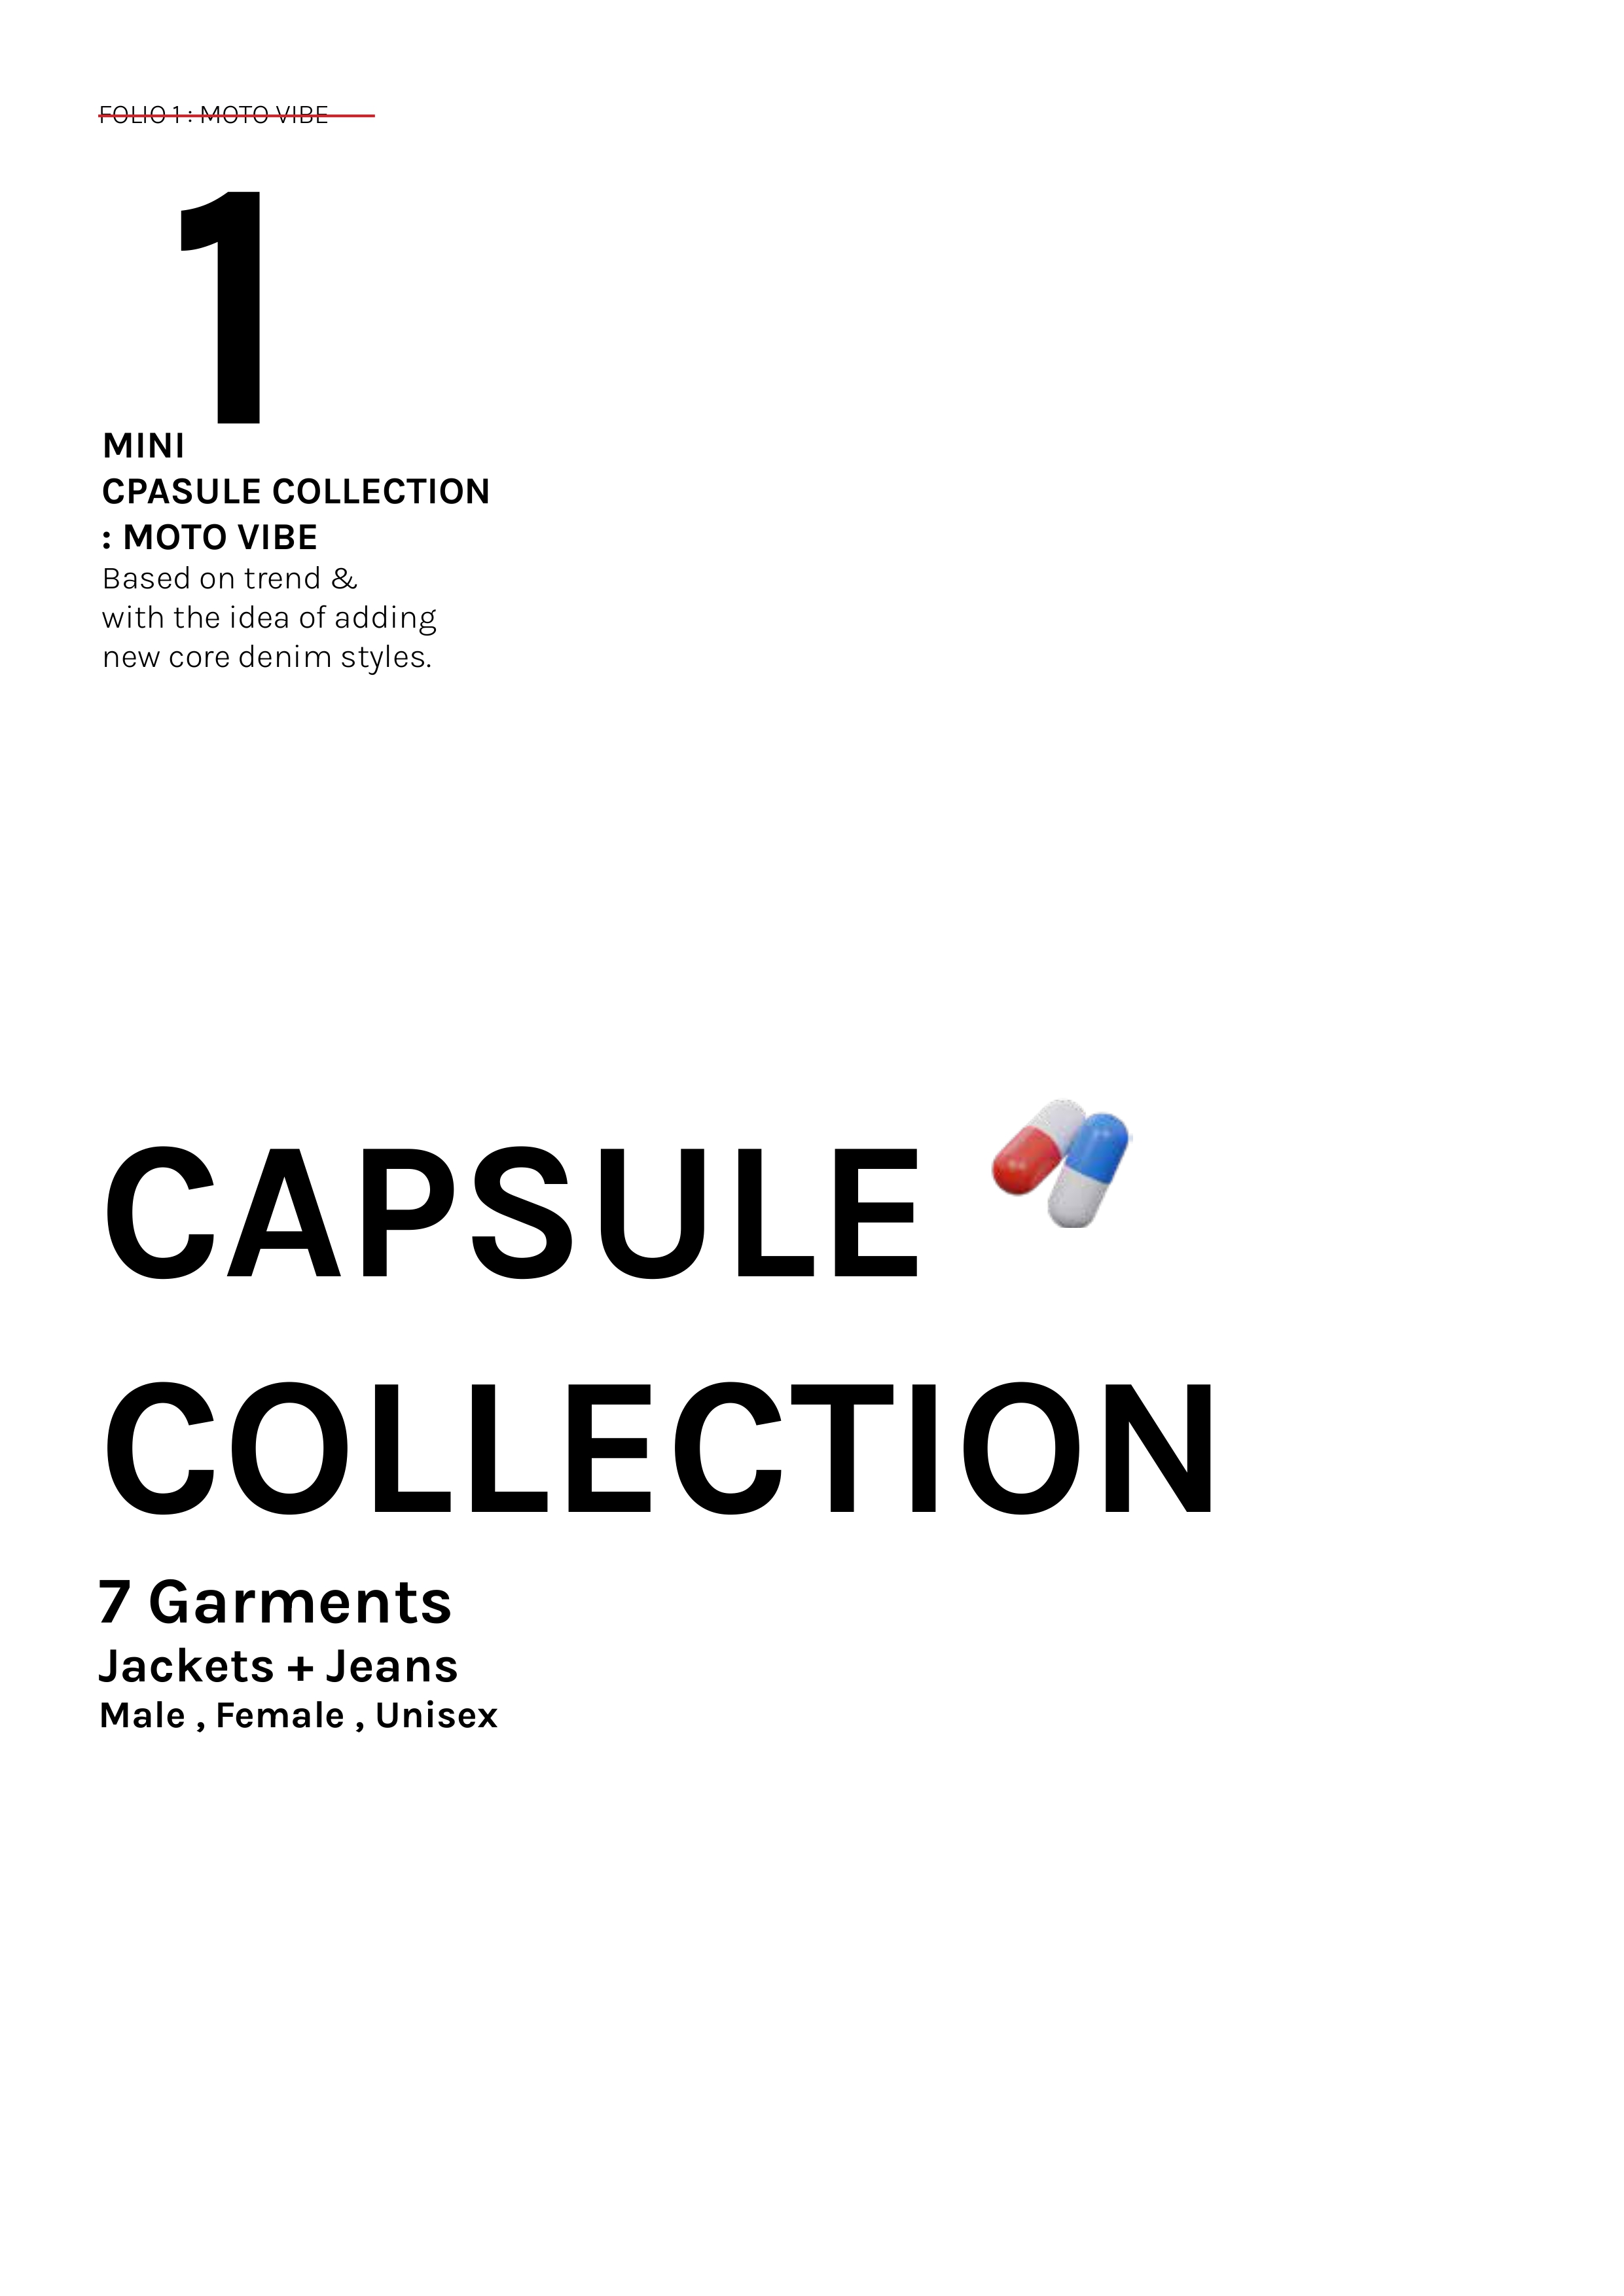 FOLIO 1 : MOTO VIBE
1
MINI
CPASULE COLLECTION
: MOTO VIBE
Based on trend &
with the idea of adding
new core denim styles.
CAPSULE
COLLECTION
7 Garments
Jackets + Jeans
Male , Female , Unisex